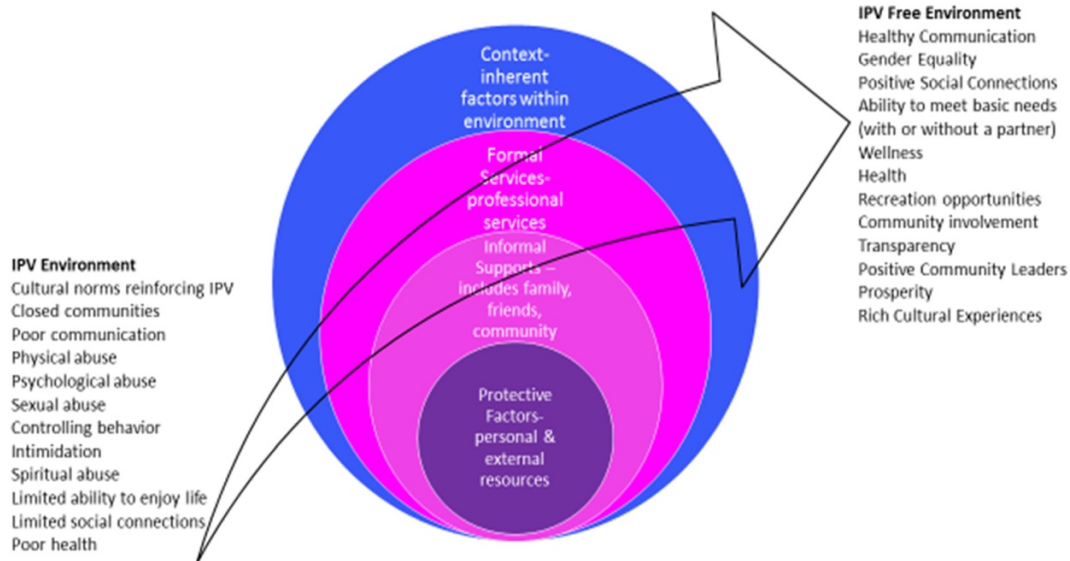 IPV Environment
Cultural norms reinforcing IPV
Closed communities
Poor communication
Physical abuse
Psychological abuse
Sexual abuse
Controlling behavior
Intimidation
Spiritual abuse
Limited ability to enjoy life
Limited social connections
Poor health
Context-
inherent
factors within
environment
Formal
Services-
professional
services
Informal
Supports –
includes family,
friends,
community
Protective
Factors-
personal &
external
resources
IPV Free Environment
Healthy Communication
Gender Equality
Positive Social Connections
Ability to meet basic needs
(with or without a partner)
Wellness
Health
Recreation opportunities
Community involvement
Transparency
Positive Community Leaders
Prosperity
Rich Cultural Experiences